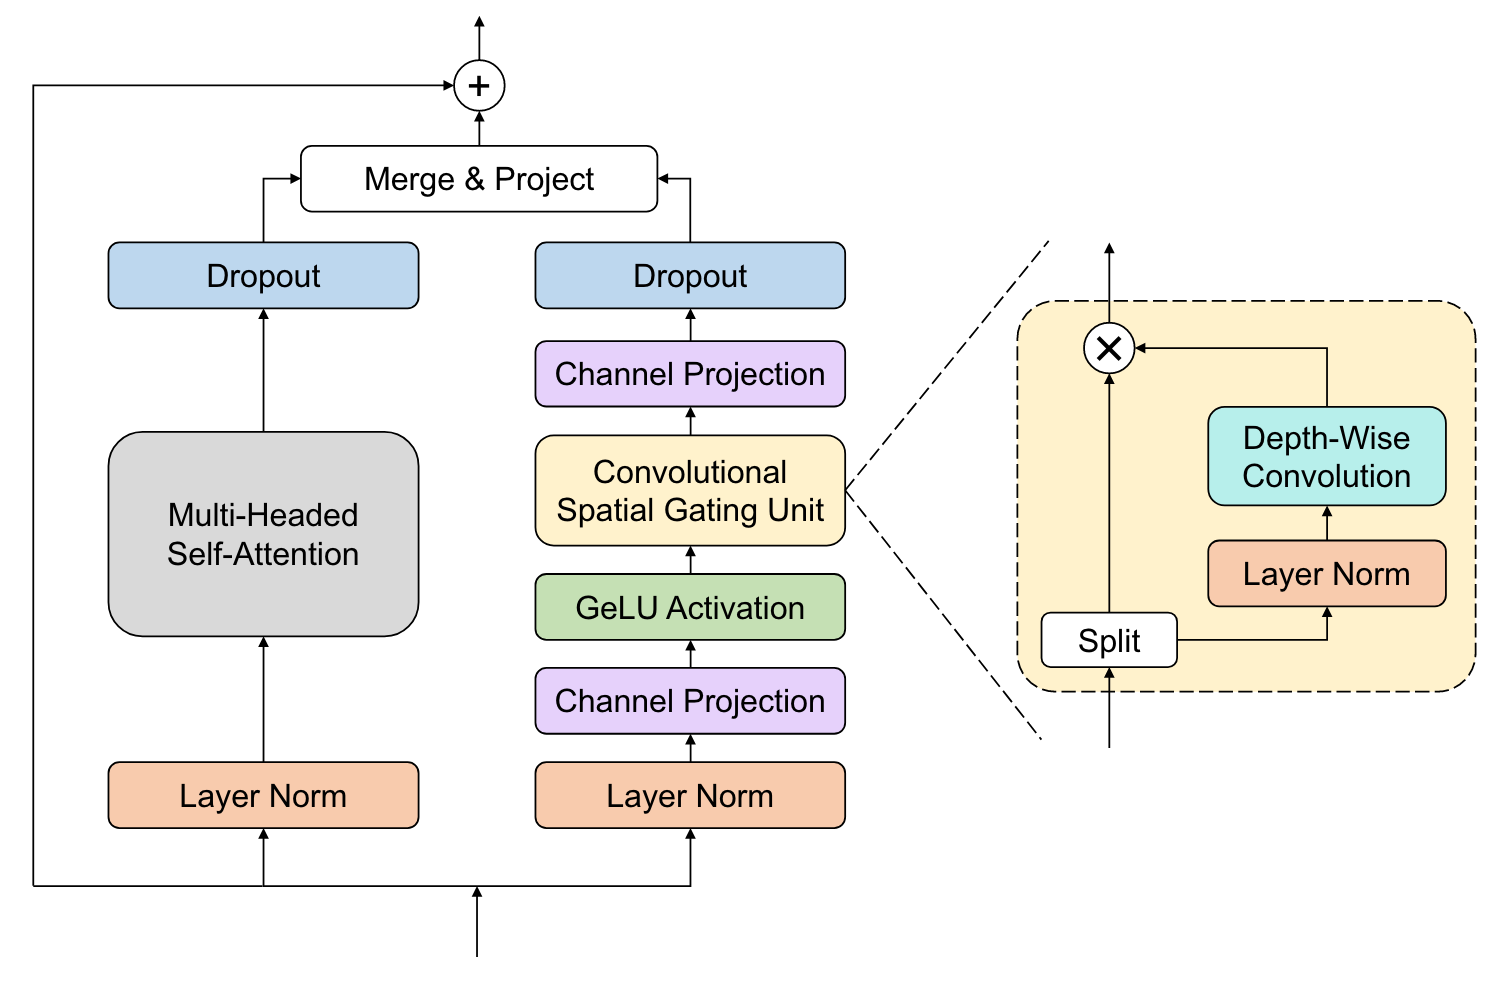 +
Merge & Project
Dropout
Multi-Headed
Self-Attention
Layer Norm
Dropout
Channel Projection
Convolutional
Spatial Gating Unit
GeLU Activation
Channel Projection
Layer Norm
×
Depth-Wise
Convolution
Layer Norm
Split